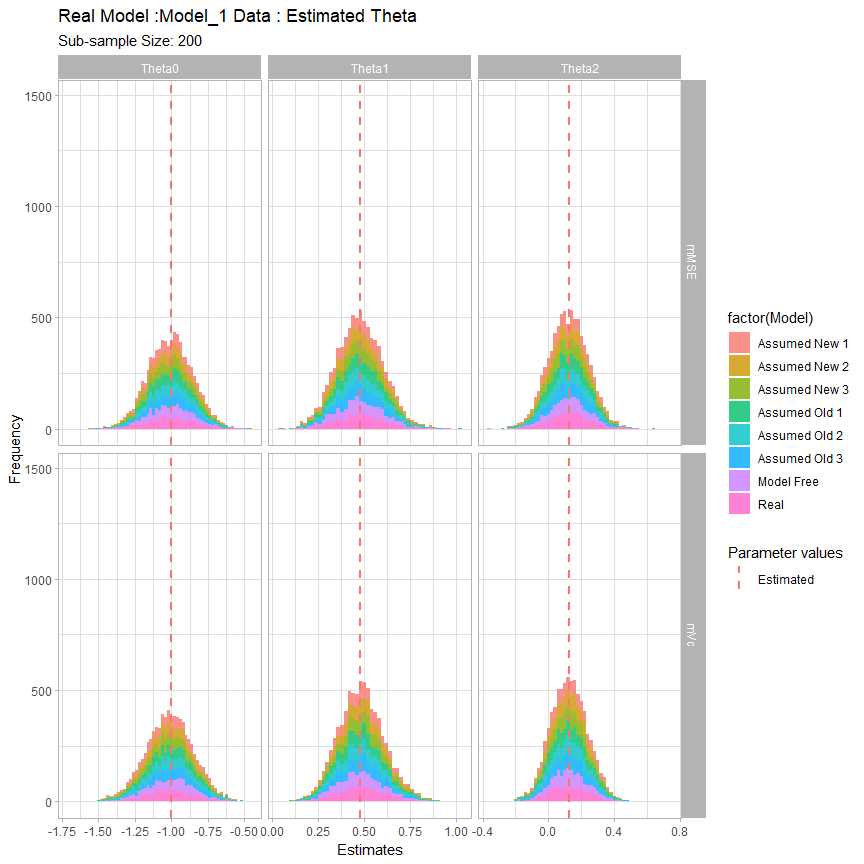 Real Model :Model_1 Data : Estimated Theta
Sub-sample Size: 200
Theta0 Theta1 Theta2
1500
1000
500
0
mMSE
1500
1000
500
0
mVc
Frequency
-1.75 -1.50 -1.25 -1.00 -0.75 -0.50 0.00 0.25 0.50 0.75 1.00 -0.4 0.0 0.4 0.8
Estimates
factor(Model)
Assumed New 1
Assumed New 2
Assumed New 3
Assumed Old 1
Assumed Old 2
Assumed Old 3
Model Free
Real
Parameter values
Estimated